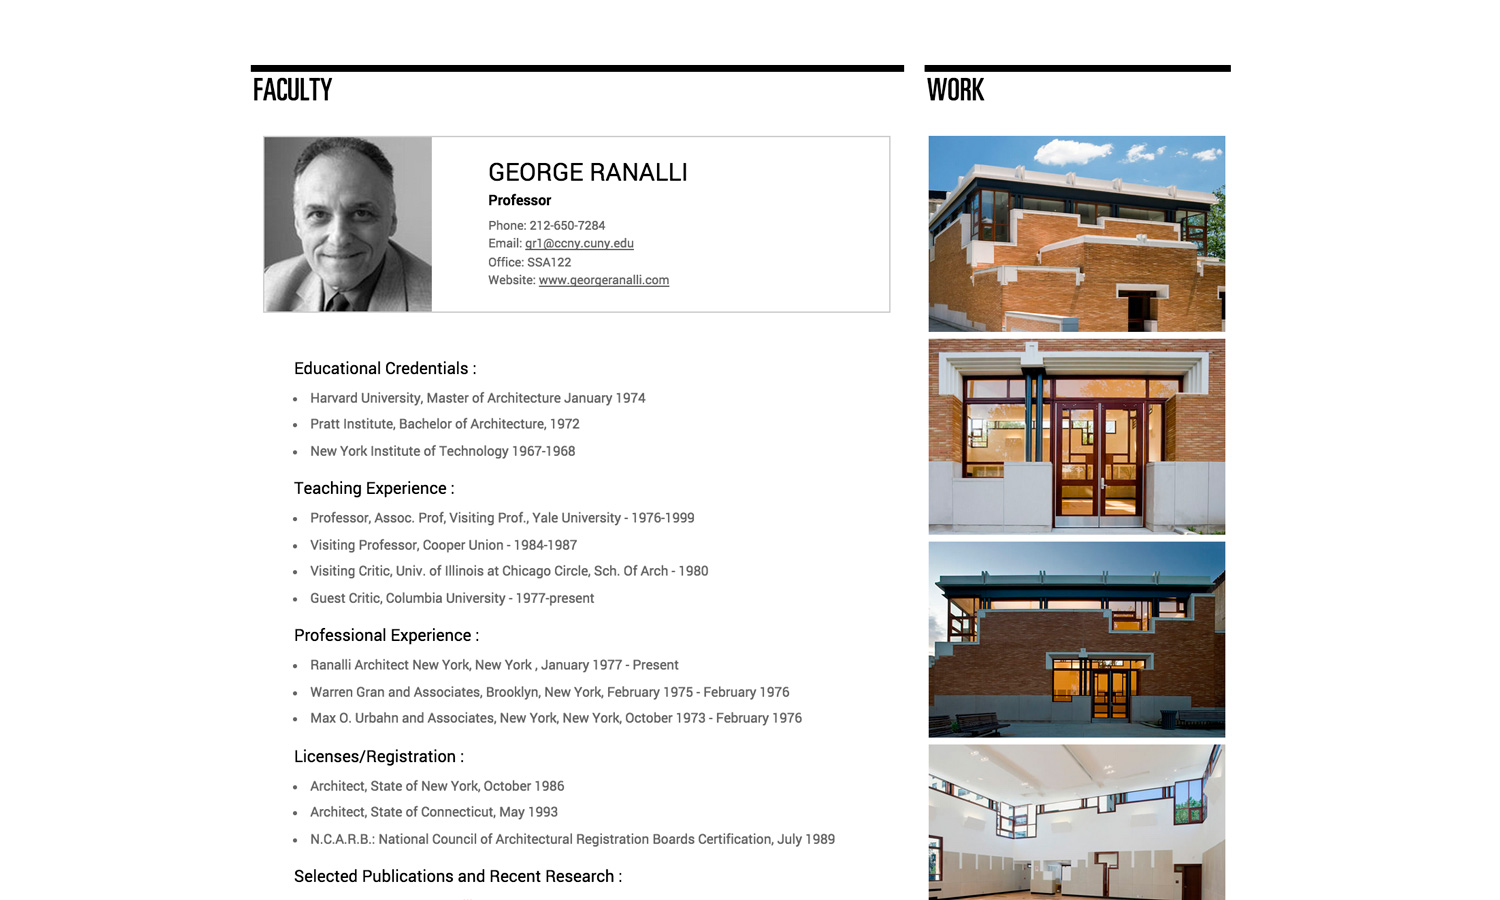 FACULTY
WORK
GEORGE RANALLI
Professor
Phone: 212-650-7284
Email: gr1@ccny.cuny.edu
Office: SSA122
Website: www.georgeranalli.com
Educational Credentials :
Harvard University, Master of Architecture January 1974
Pratt Institute, Bachelor of Architecture, 1972
New York Institute of Technology 1967-1968
Teaching Experience :
Professor, Assoc. Prof, Visiting Prof., Yale University - 1976-1999
Visiting Professor, Cooper Union - 1984-1987
Visiting Critic, Univ. of Illinois at Chicago Circle, Sch. Of Arch - 1980
Guest Critic, Columbia University - 1977-present
Professional Experience :
Ranalli Architect New York, New York , January 1977 - Present
Warren Gran and Associates, Brooklyn, New York, February 1975 - February 1976
Max O. Urbahn and Associates, New York, New York, October 1973 - February 1976
Licenses/Registration :
Architect, State of New York, October 1986
Architect, State of Connecticut, May 1993
N.C.A.R.B.: National Council of Architectural Registration Boards Certification, July 1989
Selected Publications and Recent Research :